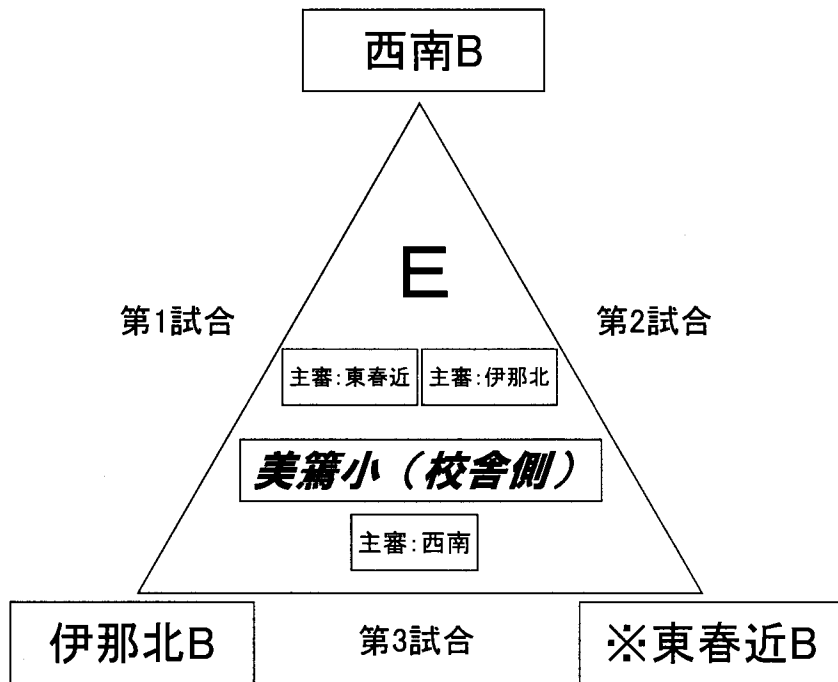 西南B
E
第1試合
第2試合
主審:東春近
主審:伊那北
美篶小(校舎側)
主審:西南
伊那北B
第3試合
※東春近B